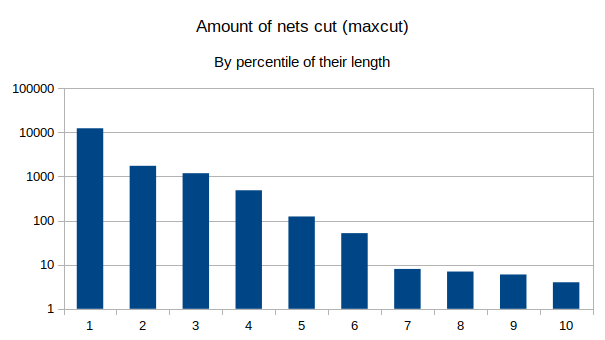 Amount of nets cut (maxcut)
By percentile of their length
100000
10000
1000
100
10
1
1 2 3 4 5 6 7 8 9 10